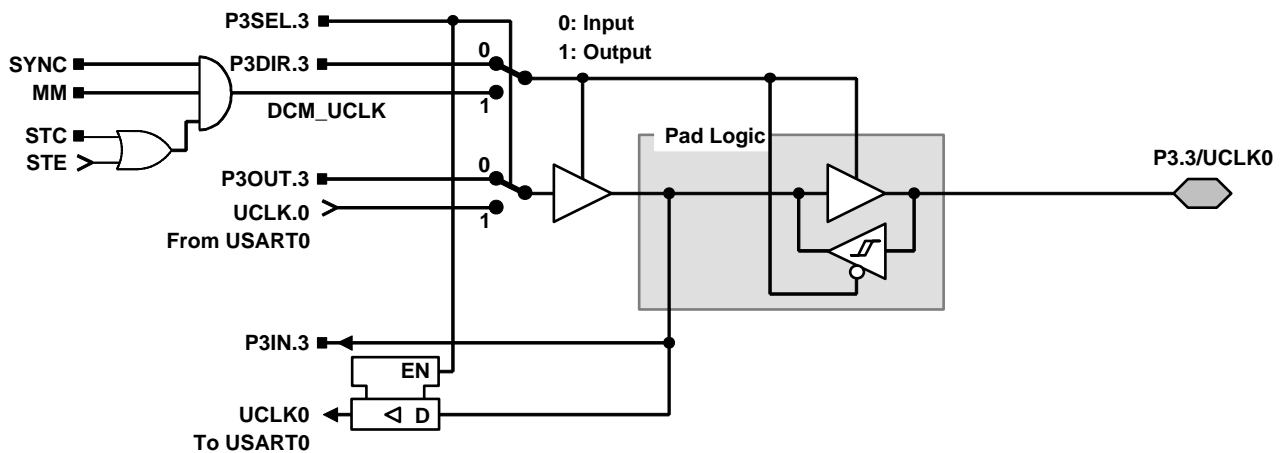 P3SEL.3
0: Input
1: Output
SYNC
P3DIR.3
0
MM
1
DCM_UCLK
STC
STE
Pad Logic
P3.3/UCLK0
0
P3OUT.3
UCLK.0
1
From USART0
P3IN.3
EN
UCLK0
D
To USART0